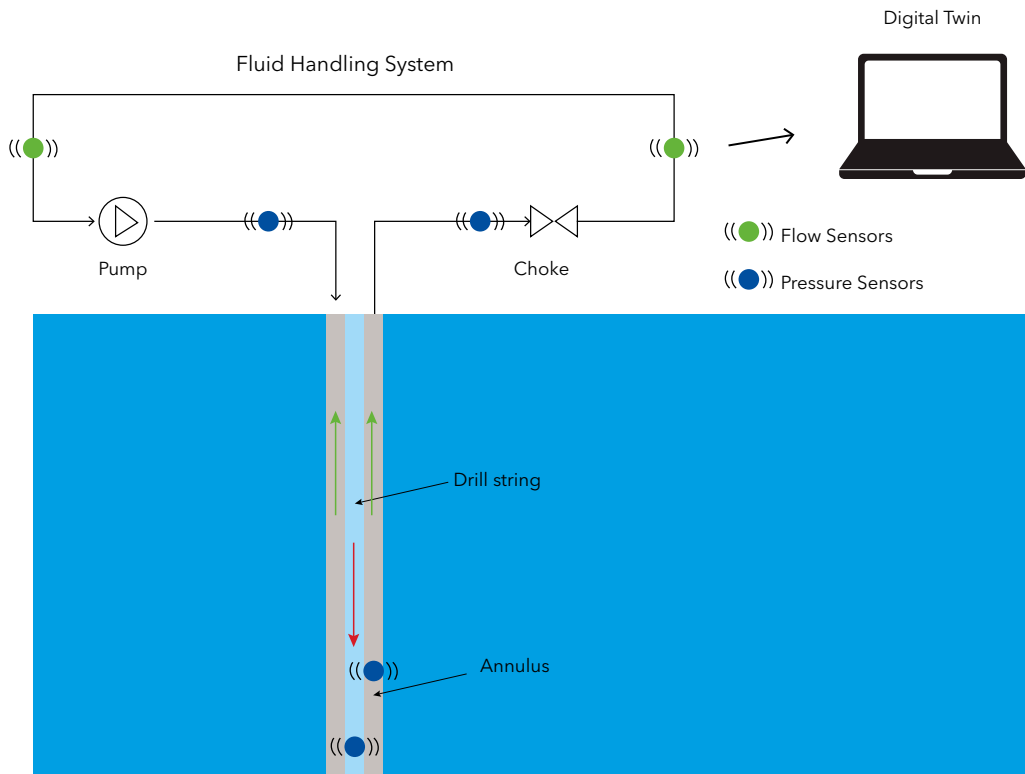 Digital Twin
Fluid Handling System
Flow Sensors
Pump
Choke
Pressure Sensors
Drill string
Annulus